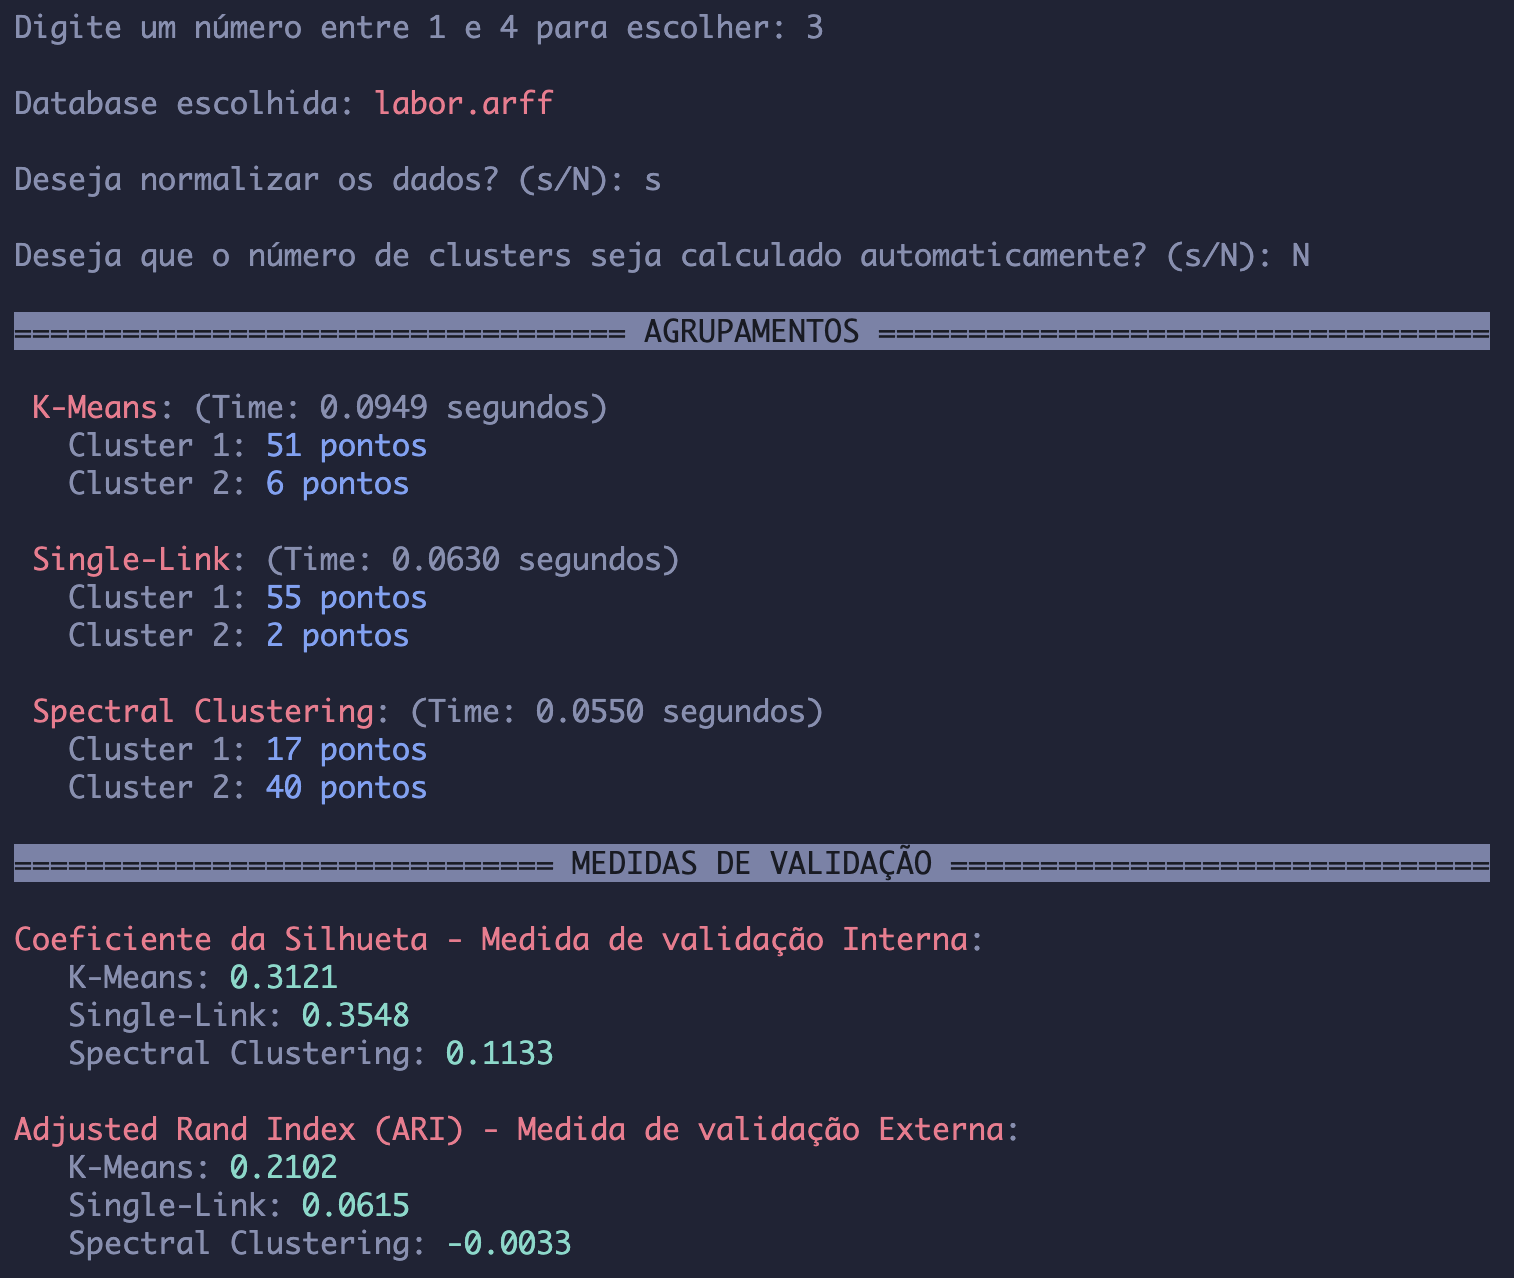 Digite um número entre 1 e 4 para escolher: 3
Database escolhida: labor.arff
Deseja normalizar os dados? (s/N): s
Deseja que o número de clusters seja calculado automaticamente? (s/N): N
================================== AGRUPAMENTOS ==================================
K-Means: (Time: 0.0949 segundos)
Cluster 1: 51 pontos
Cluster 2: 6 pontos
Single-Link: (Time: 0.0630 segundos)
Cluster 1: 55 pontos
Cluster 2: 2 pontos
Spectral Clustering: (Time: 0.0550 segundos)
Cluster 1: 17 pontos
Cluster 2: 40 pontos
============================== MEDIDAS DE VALIDAÇÃO ==============================
Coeficiente da Silhueta - Medida de validação Interna:
K-Means: 0.3121
Single-Link: 0.3548
Spectral Clustering: 0.1133
Adjusted Rand Index (ARI) - Medida de validação Externa:
K-Means: 0.2102
Single-Link: 0.0615
Spectral Clustering: -0.0033